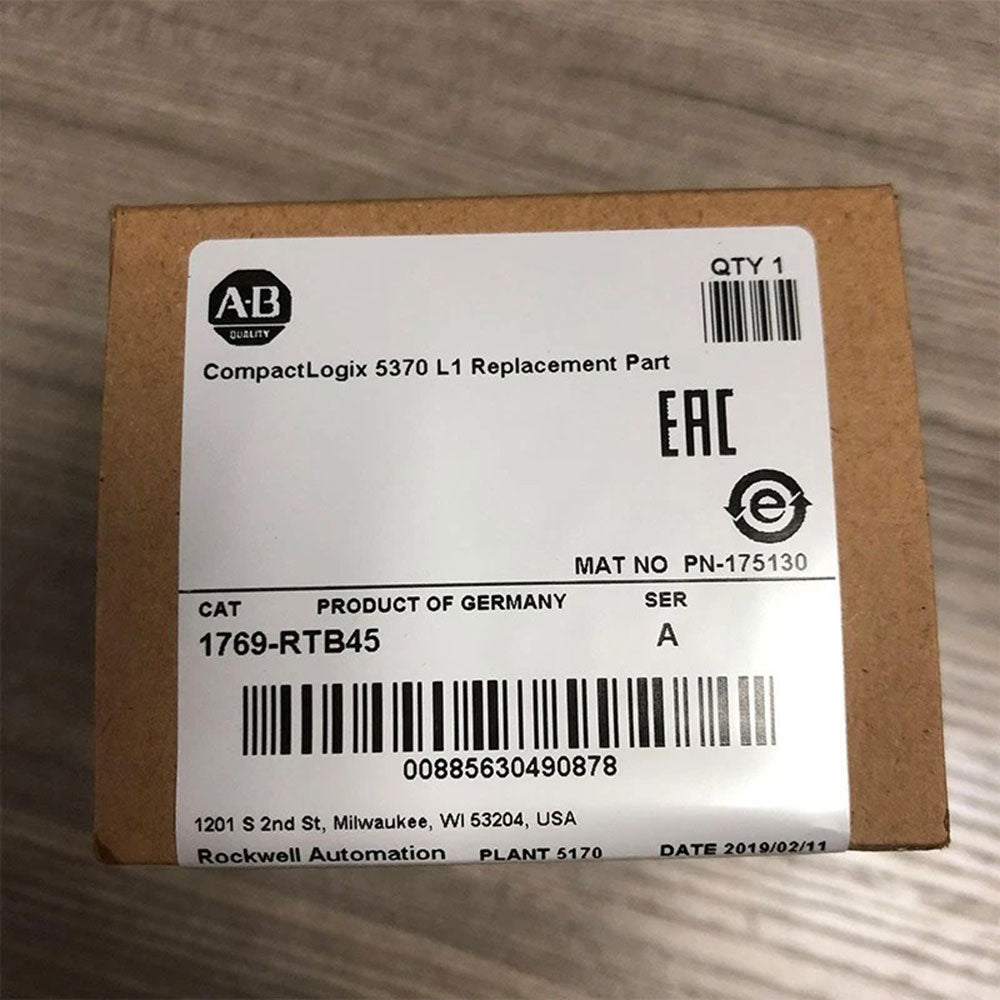 A-B
QUALITY
QTY 1
CompactLogix 5370 L1 Replacement Part
EAC
e
MAT NO PN-175130
CAT PRODUCT OF GERMANY SER
1769-RTB45 A
00885630490878
1201 S 2nd St, Milwaukee, WI 53204, USA
Rockwell Automation PLANT 5170 DATE 2019/02/11